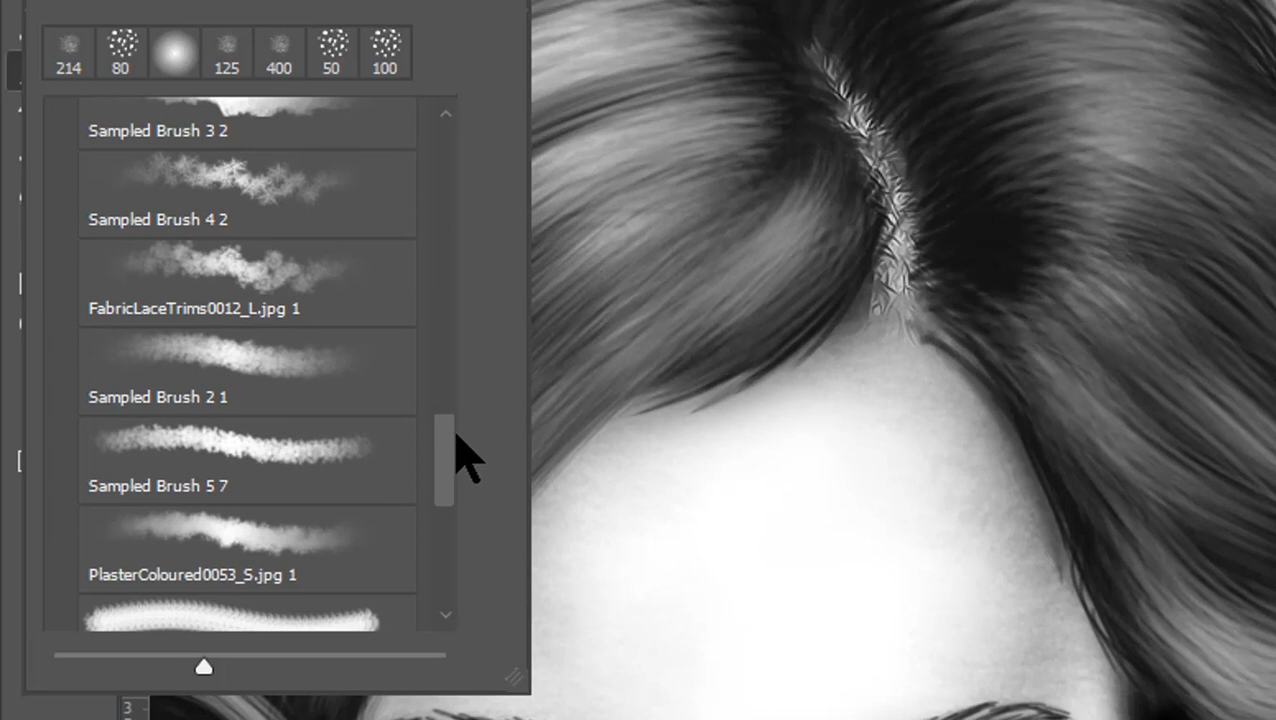 214 80 125 400 50 100
Sampled Brush 3 2
Sampled Brush 4 2
FabricLaceTrims0012_L.jpg 1
Sampled Brush 2 1
Sampled Brush 5 7
PlasterColoured0053_S.jpg 1
3